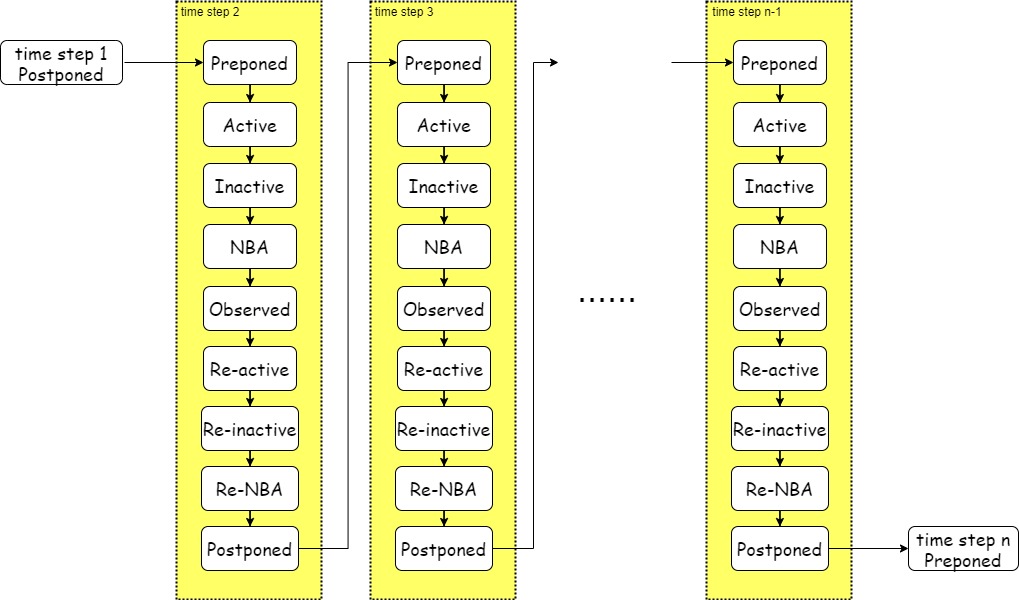 time step 1
Postponed
time step 2
Preponed
Active
Inactive
NBA
Observed
Re-active
Re-inactive
Re-NBA
Postponed
time step 3
Preponed
Active
Inactive
NBA
Observed
Re-active
Re-inactive
Re-NBA
Postponed
......
time step n-1
Preponed
Active
Inactive
NBA
Observed
Re-active
Re-inactive
Re-NBA
Postponed
time step n
Preponed